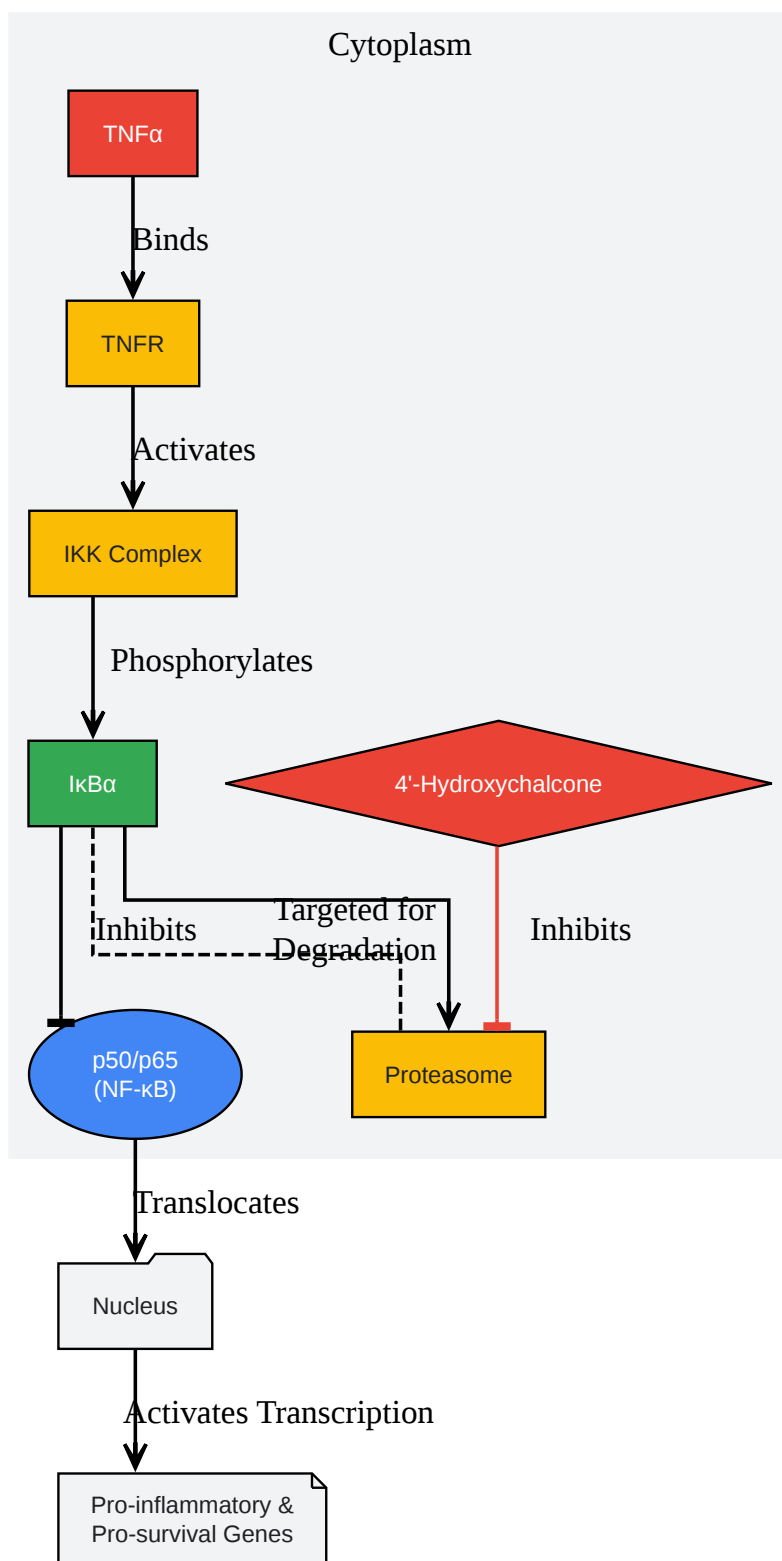 Cytoplasm
TNFα
Binds
TNFR
Activates
IKK Complex
Phosphorylates
IκBα
4'-Hydroxychalcone
Inhibits
Targeted for
Degradation
Inhibits
p50/p65
(NF-κB)
Proteasome
Translocates
Nucleus
Activates Transcription
Pro-inflammatory &
Pro-survival Genes